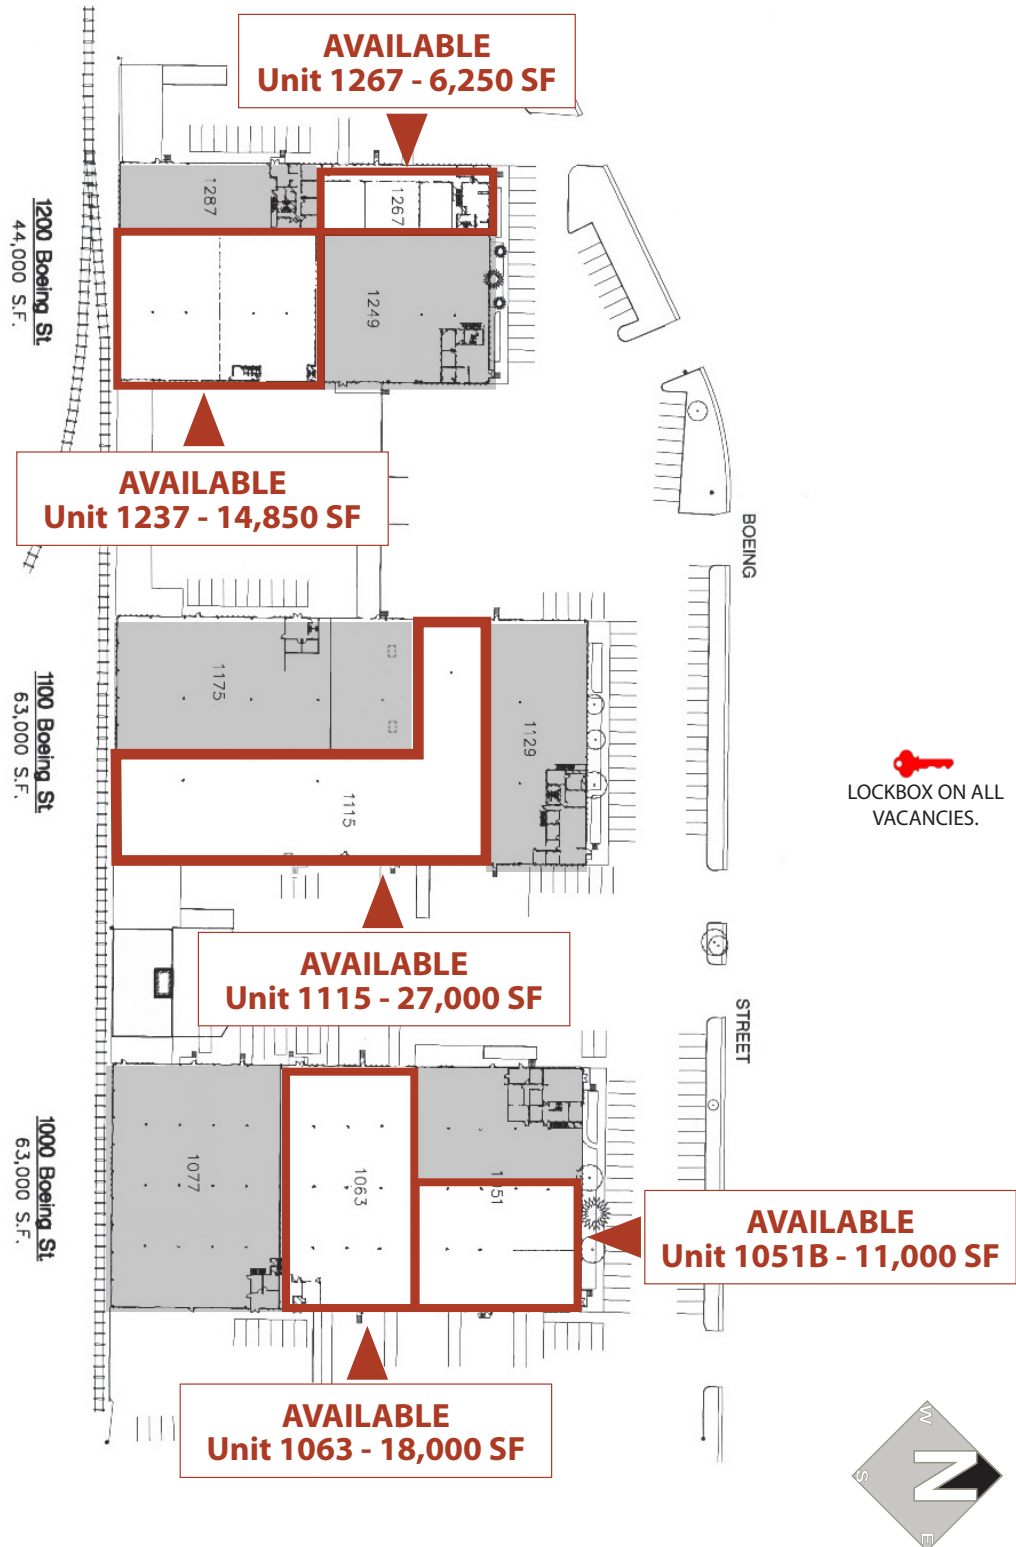 AVAILABLE
Unit 1267 - 6,250 SF
1287
1267
1249
1200 Boeing St.
44,000 S.F.
AVAILABLE
Unit 1237 - 14,850 SF
BOEING
1175
1129
1115
1100 Boeing St.
63,000 S.F.
LOCKBOX ON ALL
VACANCIES.
AVAILABLE
Unit 1115 - 27,000 SF
STREET
1077
1063
1051
1000 Boeing St.
63,000 S.F.
AVAILABLE
Unit 1051B - 11,000 SF
AVAILABLE
Unit 1063 - 18,000 SF
W
N
S
E